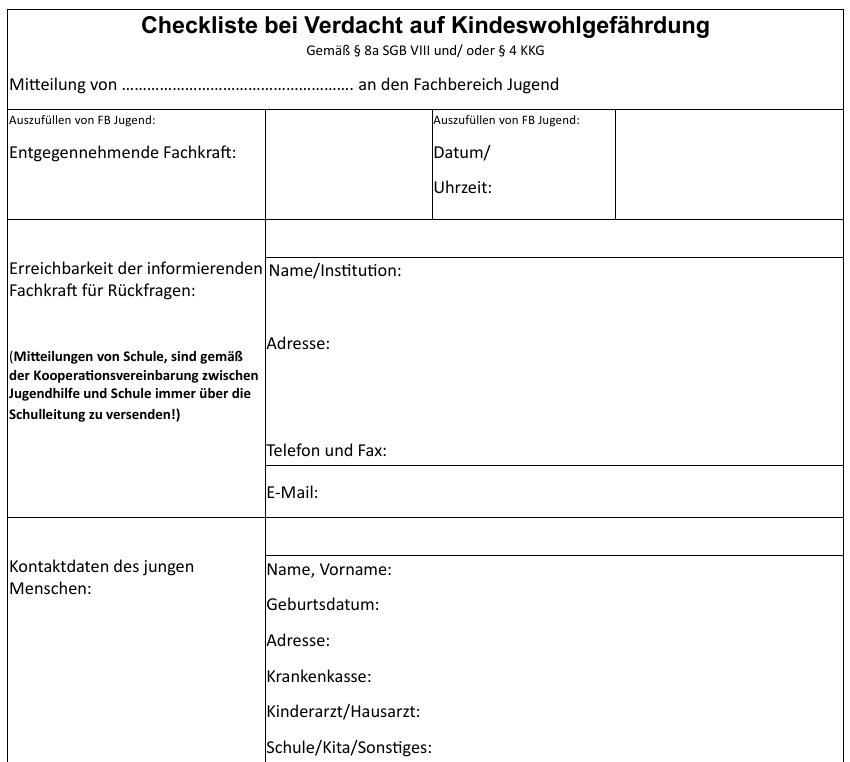 Checkliste bei Verdacht auf Kindeswohlgefährdung
Gemäß § 8a SGB VIII und/ oder § 4 KKG
Mitteilung von ………………………………………………. an den Fachbereich Jugend
Auszufüllen von FB Jugend:
Entgegennehmende Fachkraft:
Auszufüllen von FB Jugend:
Datum/
Uhrzeit:
Erreichbarkeit der informierenden
Fachkraft für Rückfragen:
(Mitteilungen von Schule, sind gemäß
der Kooperationsvereinbarung zwischen
Jugendhilfe und Schule immer über die
Schulleitung zu versenden!)
Name/Institution:
Adresse:
Telefon und Fax:
E-Mail:
Kontaktdaten des jungen
Menschen:
Name, Vorname:
Geburtsdatum:
Adresse:
Krankenkasse:
Kinderarzt/Hausarzt:
Schule/Kita/Sonstiges: